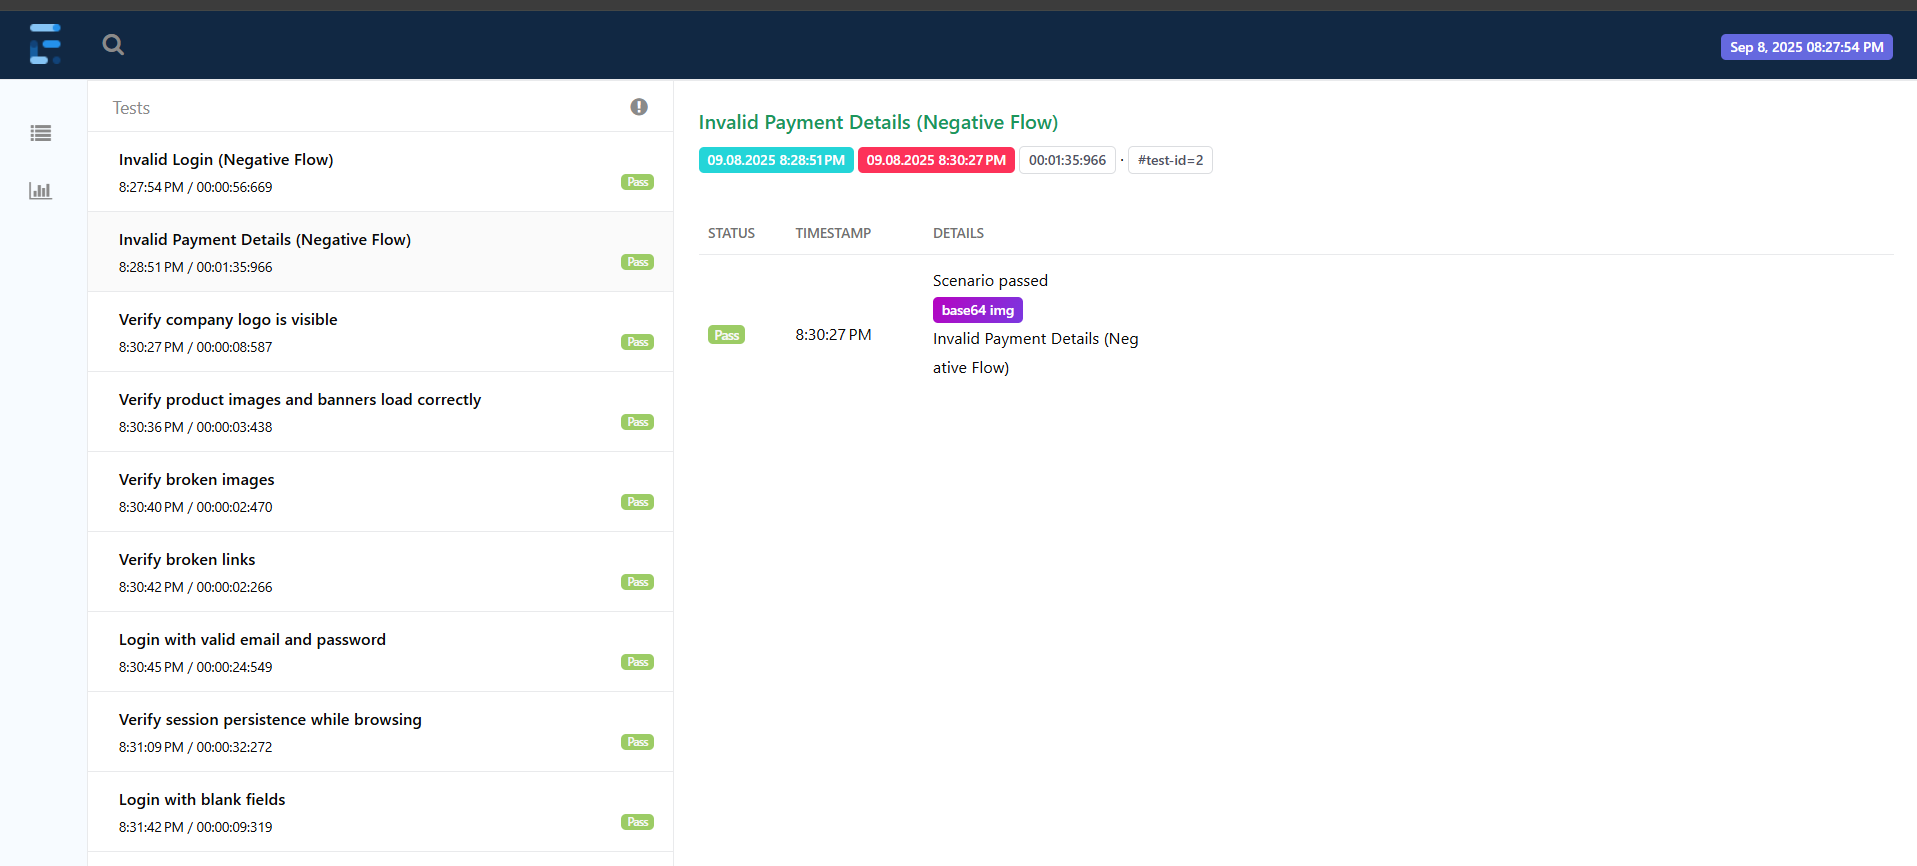 Sep 8, 2025 08:27:54 PM
Tests
Invalid Login (Negative Flow)
8:27:54 PM / 00:00:56:669
Pass
Invalid Payment Details (Negative Flow)
8:28:51 PM / 00:01:35:966
Pass
Verify company logo is visible
8:30:27 PM / 00:00:08:587
Pass
Verify product images and banners load correctly
8:30:36 PM / 00:00:03:438
Pass
Verify broken images
8:30:40 PM / 00:00:02:470
Pass
Verify broken links
8:30:42 PM / 00:00:02:266
Pass
Login with valid email and password
8:30:45 PM / 00:00:24:549
Pass
Verify session persistence while browsing
8:31:09 PM / 00:00:32:272
Pass
Login with blank fields
8:31:42 PM / 00:00:09:319
Pass
Invalid Payment Details (Negative Flow)
09.08.2025 8:28:51 PM 09.08.2025 8:30:27 PM 00:01:35:966 · #test-id=2
STATUS TIMESTAMP DETAILS
Pass 8:30:27 PM
Scenario passed
base64 img
Invalid Payment Details (Neg
ative Flow)